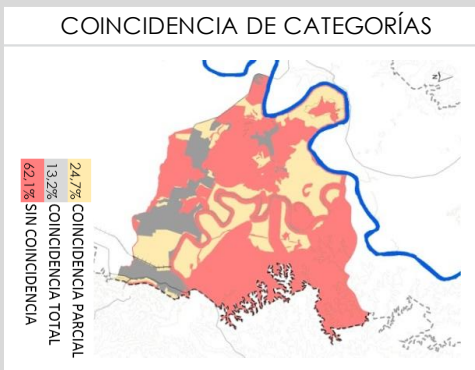 COINCIDENCIA DE CATEGORÍAS
24,7% COINCIDENCIA PARCIAL
13,2% COINCIDENCIA TOTAL
62,1% SIN COINCIDENCIA
N